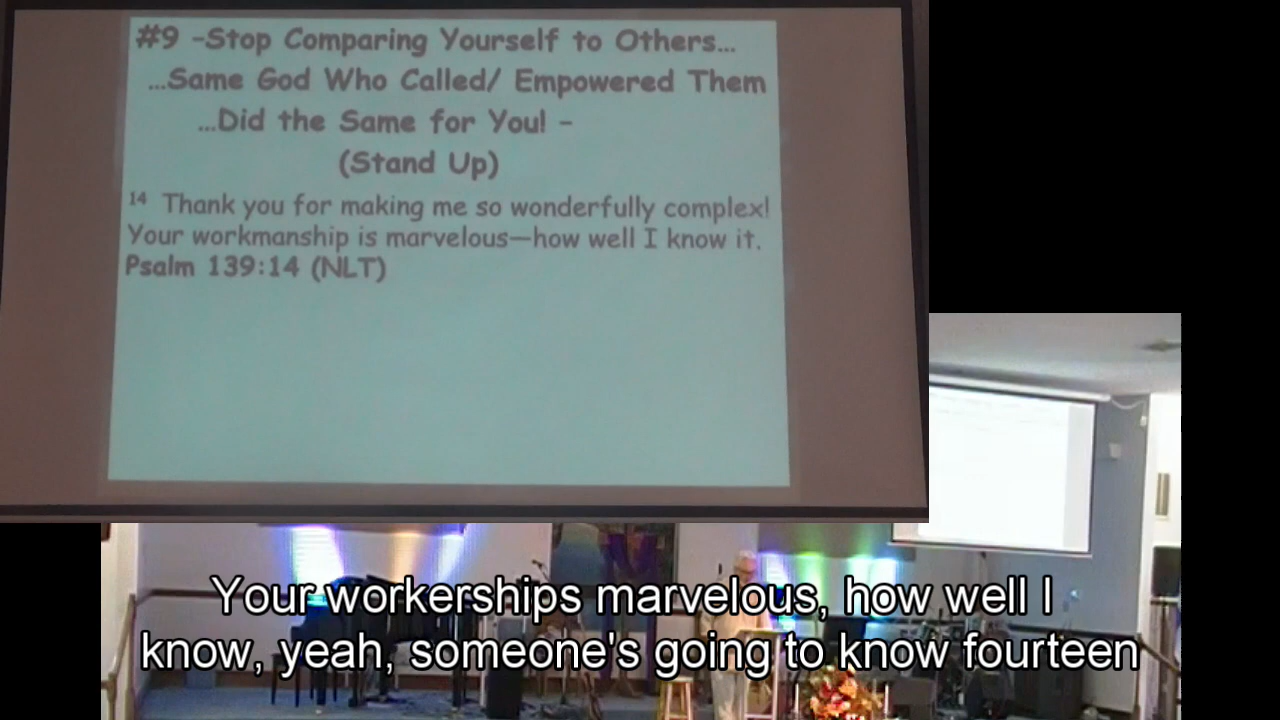 #9 -Stop Comparing Yourself to Others...
...Same God Who Called/ Empowered Them
...Did the Same for You! -
(Stand Up)
14 Thank you for making me so wonderfully complex!
Your workmanship is marvelous—how well I know it.
Psalm 139:14 (NLT)
Your workerships marvelous, how well I
know, yeah, someone's going to know fourteen